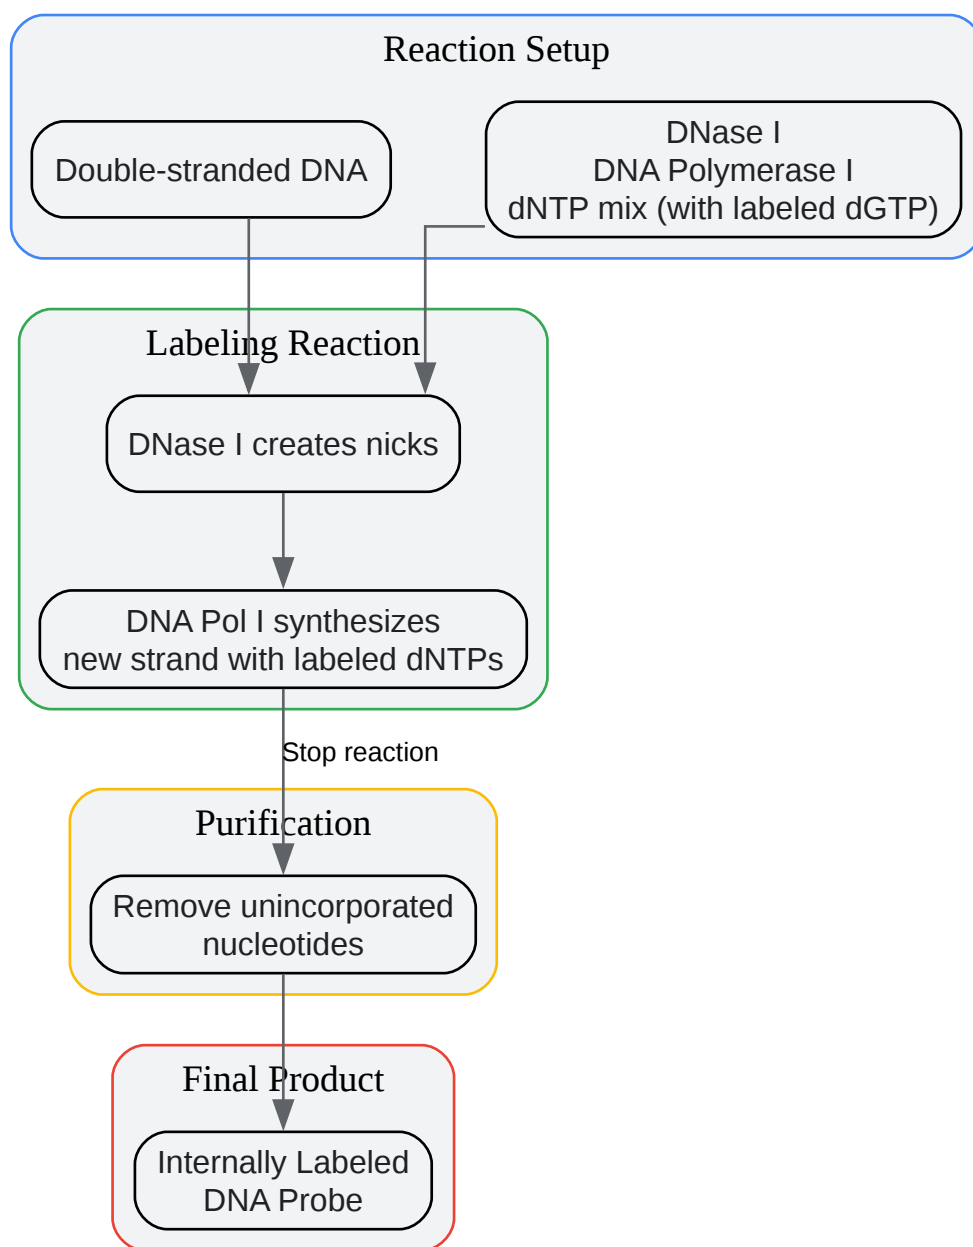 Reaction Setup
Double-stranded DNA
DNase I
DNA Polymerase I
dNTP mix (with labeled dGTP)
Labeling Reaction
DNase I creates nicks
DNA Pol I synthesizes
new strand with labeled dNTPs
Stop reaction
Purification
Remove unincorporated
nucleotides
Final Product
Internally Labeled
DNA Probe